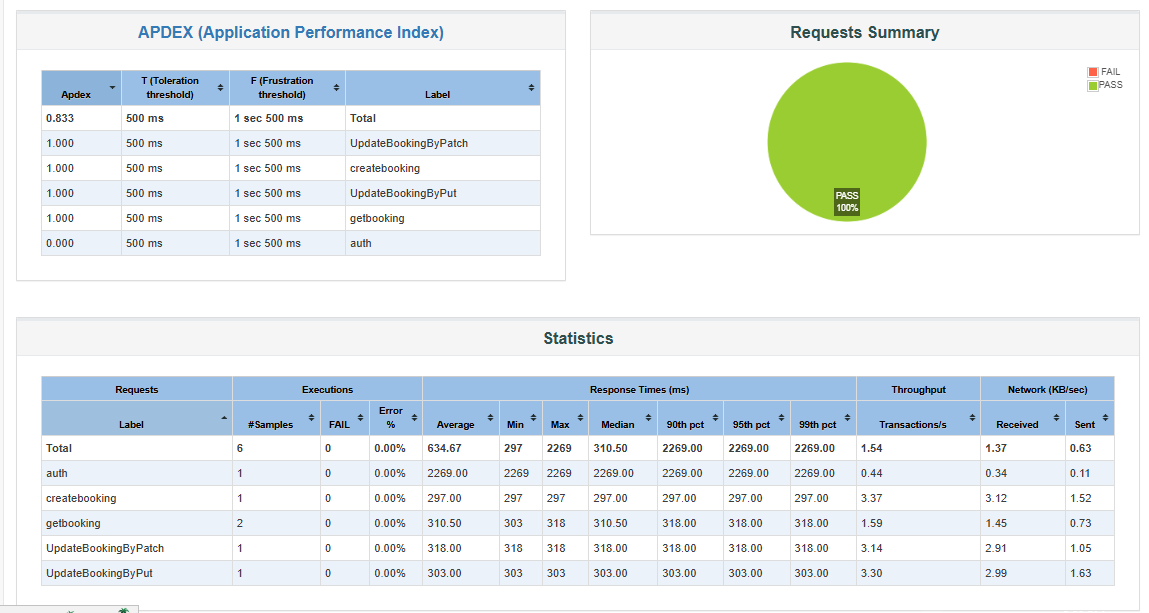 APDEX (Application Performance Index)
Apdex T (Toleration threshold) F (Frustration threshold) Label
0.833 500 ms 1 sec 500 ms Total
1.000 500 ms 1 sec 500 ms UpdateBookingByPatch
1.000 500 ms 1 sec 500 ms createbooking
1.000 500 ms 1 sec 500 ms UpdateBookingByPut
1.000 500 ms 1 sec 500 ms getbooking
0.000 500 ms 1 sec 500 ms auth
Requests Summary
FAIL
PASS
PASS
100%
Statistics
Requests Executions Response Times (ms) Throughput Network (KB/sec)
Label #Samples FAIL Error % Average Min Max Median 90th pct 95th pct 99th pct Transactions/s Received Sent
Total 6 0 0.00% 634.67 297 2269 310.50 2269.00 2269.00 2269.00 1.54 1.37 0.63
auth 1 0 0.00% 2269.00 2269 2269 2269.00 2269.00 2269.00 2269.00 0.44 0.34 0.11
createbooking 1 0 0.00% 297.00 297 297 297.00 297.00 297.00 297.00 3.37 3.12 1.52
getbooking 2 0 0.00% 310.50 303 318 310.50 318.00 318.00 318.00 1.59 1.45 0.73
UpdateBookingByPatch 1 0 0.00% 318.00 318 318 318.00 318.00 318.00 318.00 3.14 2.91 1.05
UpdateBookingByPut 1 0 0.00% 303.00 303 303 303.00 303.00 303.00 303.00 3.30 2.99 1.63